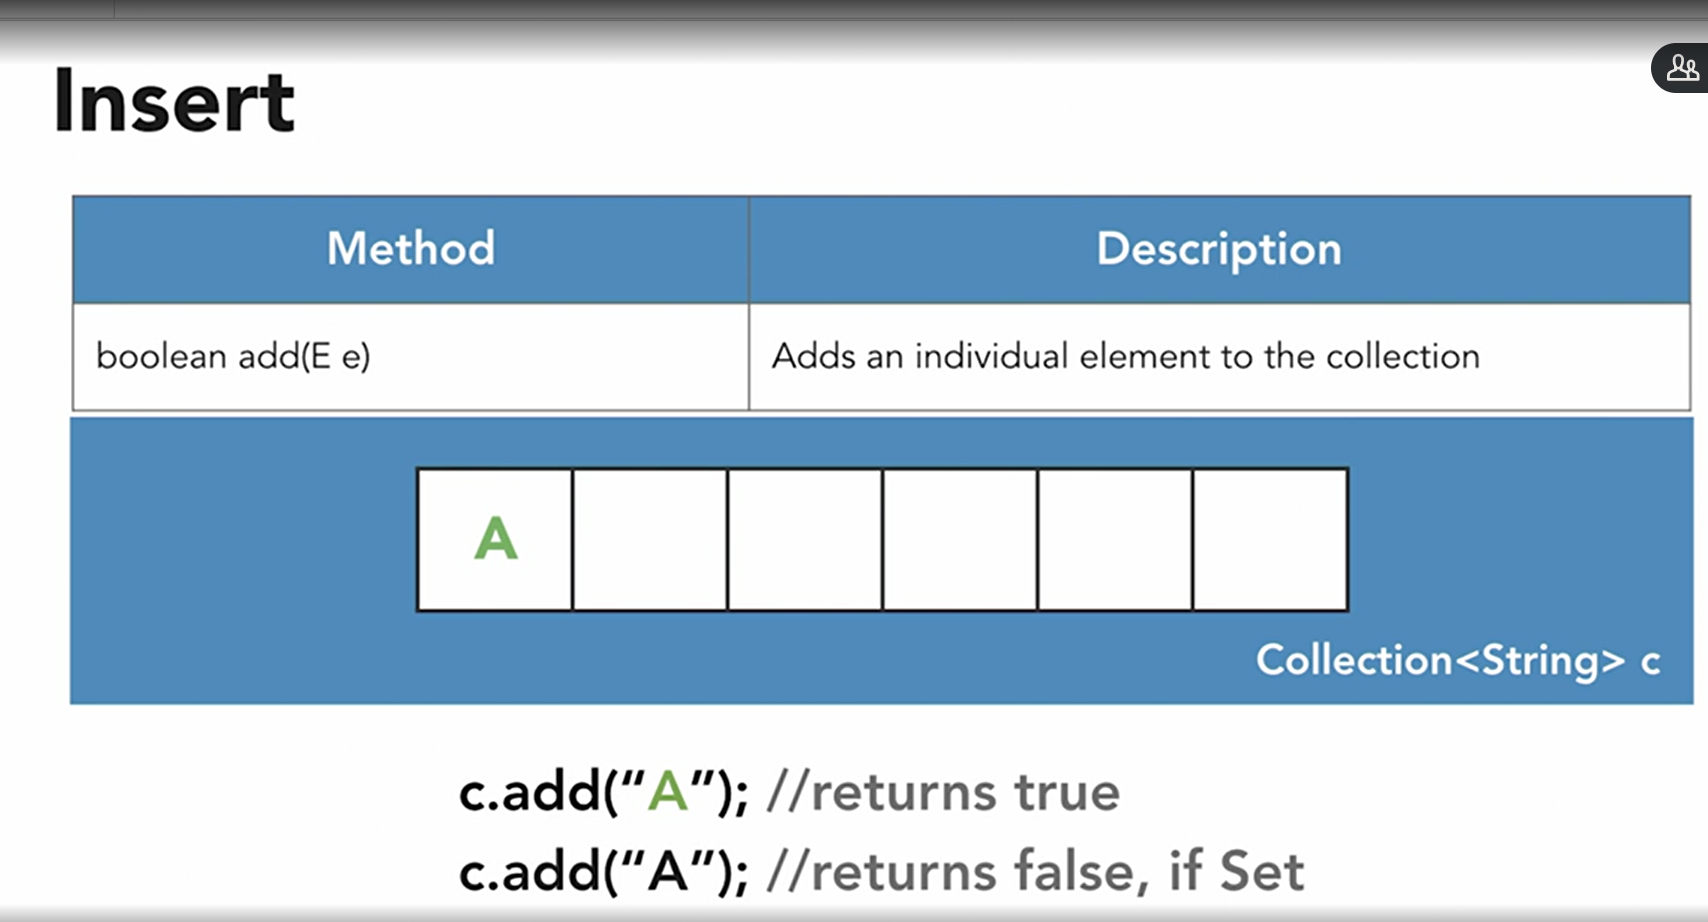 Insert
Method Description
boolean add(E e) Adds an individual element to the collection
A
Collection<String> c
c.add(“A”); //returns true
c.add(“A”); //returns false, if Set